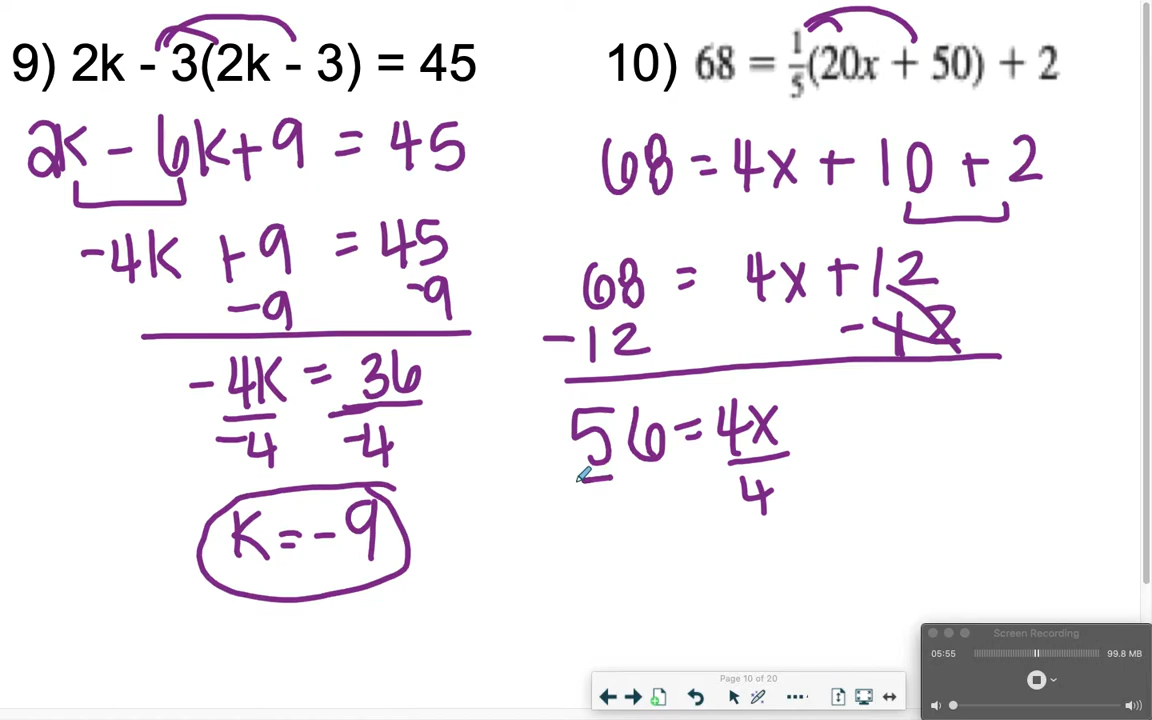 9) 2k - 3(2k - 3) = 45
2k - 6k + 9 = 45
-4k + 9 = 45
-9 -9
-4k = 36
-4 -4
k = -9
10) 68 = 1/5(20x + 50) + 2
68 = 4x + 10 + 2
68 = 4x + 12
-12 -12
56 = 4x
4
Screen Recording
05:55 99.8 MB
Page 10 of 20